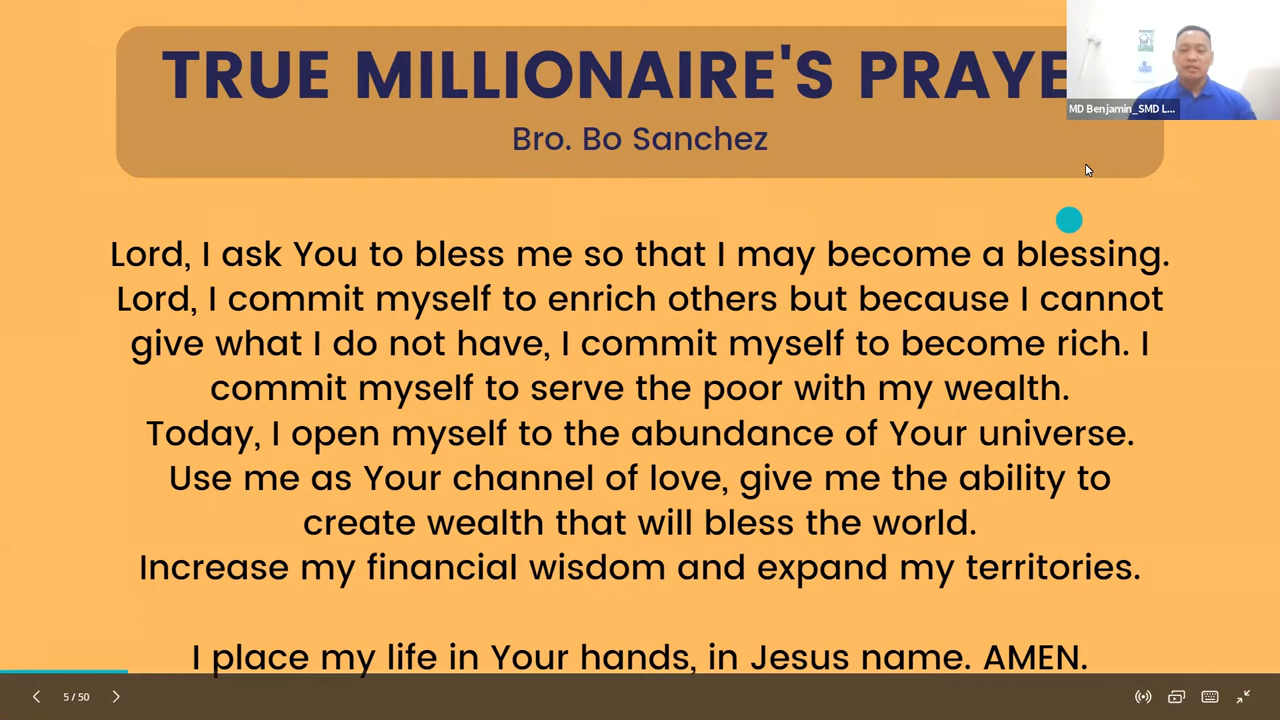 TRUE MILLIONAIRE'S PRAYE
Bro. Bo Sanchez
MD Benjamin_SMD L...
Lord, I ask You to bless me so that I may become a blessing.
Lord, I commit myself to enrich others but because I cannot
give what I do not have, I commit myself to become rich. I
commit myself to serve the poor with my wealth.
Today, I open myself to the abundance of Your universe.
Use me as Your channel of love, give me the ability to
create wealth that will bless the world.
Increase my financial wisdom and expand my territories.
I place my life in Your hands, in Jesus name. AMEN.
5 / 50